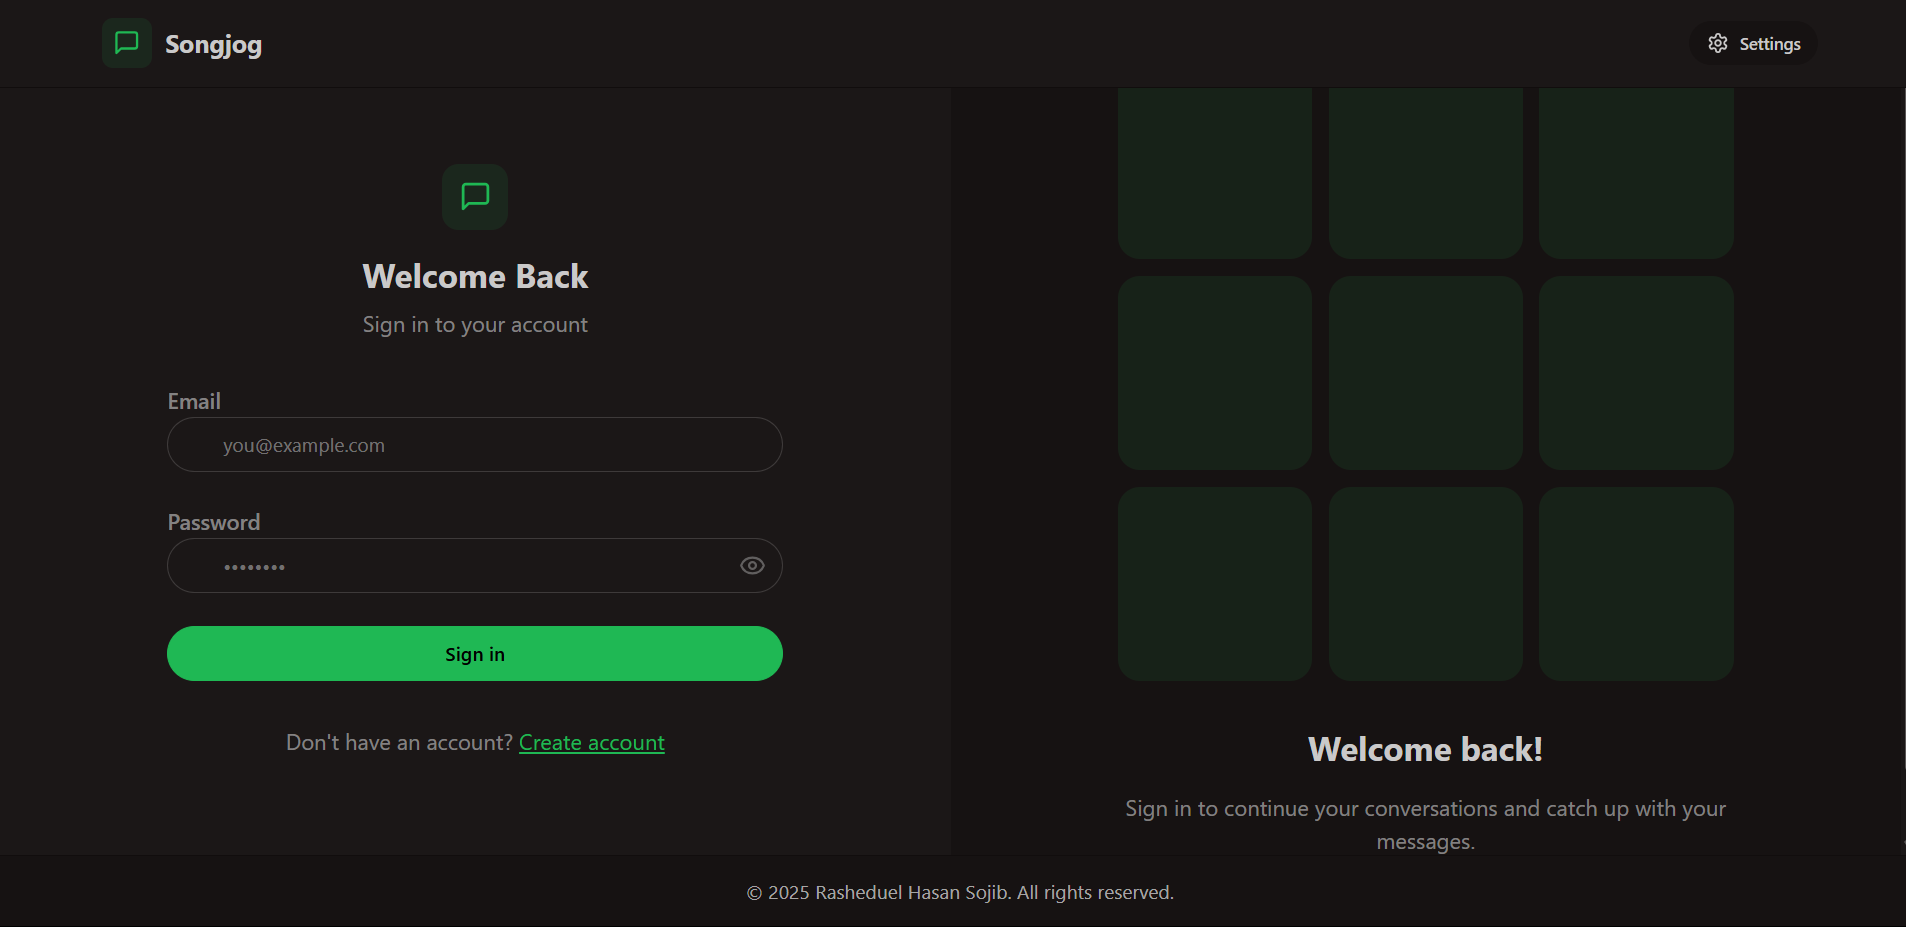 Songjog
Settings
Welcome Back
Sign in to your account
Email
you@example.com
Password
••••••••
Sign in
Don't have an account? Create account
Welcome back!
Sign in to continue your conversations and catch up with your
messages.
© 2025 Rasheduel Hasan Sojib. All rights reserved.